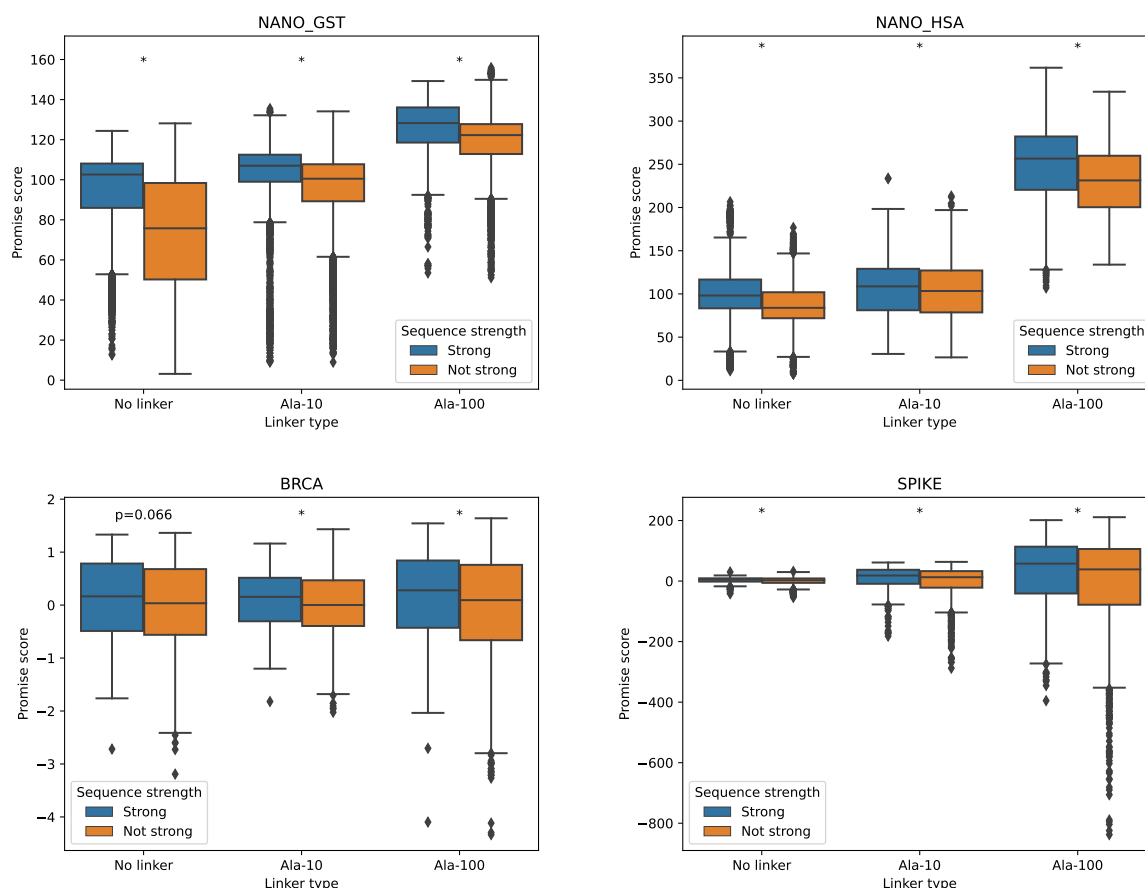 NANO_GST
Promise score
160
140
120
100
80
60
40
20
0
*
*
*
Sequence strength
Strong
Not strong
No linker
Ala-10
Ala-100
Linker type
NANO_HSA
Promise score
350
300
250
200
150
100
50
0
*
*
*
Sequence strength
Strong
Not strong
No linker
Ala-10
Ala-100
Linker type
BRCA
Promise score
2
1
0
−1
−2
−3
−4
p=0.066
*
*
Sequence strength
Strong
Not strong
No linker
Ala-10
Ala-100
Linker type
SPIKE
Promise score
200
0
−200
−400
−600
−800
*
*
*
Sequence strength
Strong
Not strong
No linker
Ala-10
Ala-100
Linker type